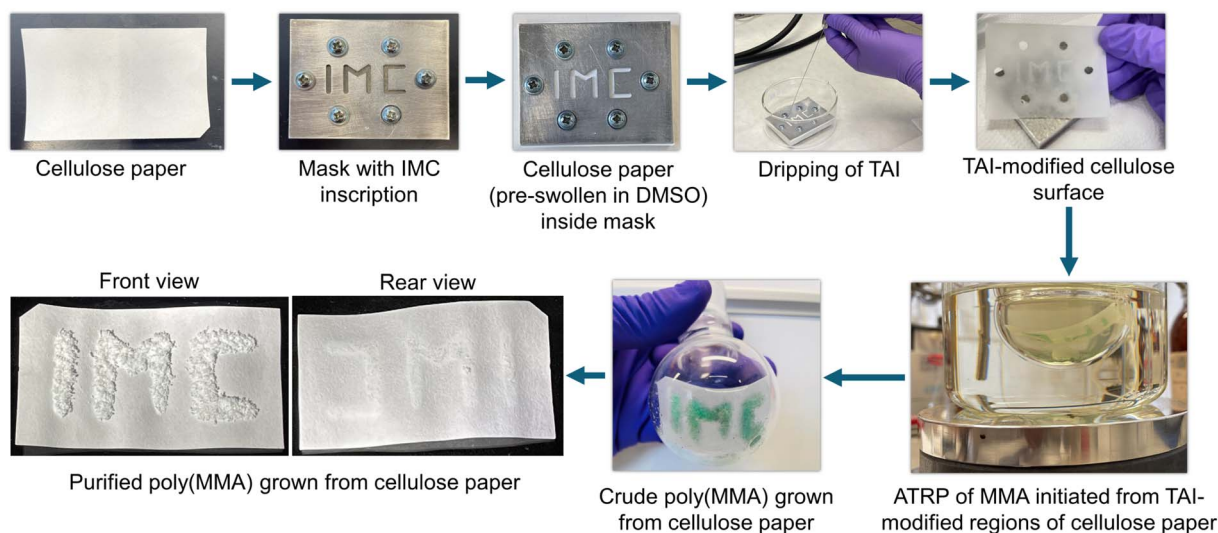 IMC
IMC
Cellulose paper
Mask with IMC
inscription
Cellulose paper
(pre-swollen in DMSO)
inside mask
Dripping of TAI
TAI-modified cellulose
surface
Front view
Rear view
IMC
IMC
Purified poly(MMA) grown from cellulose paper
Crude poly(MMA) grown
from cellulose paper
ATRP of MMA initiated from TAI-
modified regions of cellulose paper